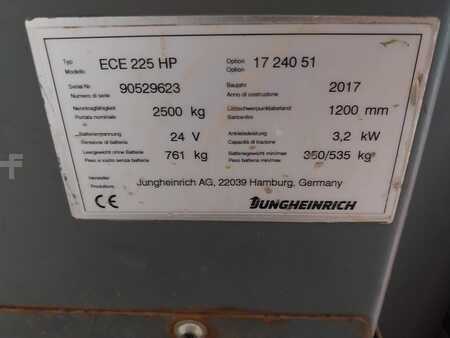 Typ ECE 225 HP Option 17 240 51
Modello Option
Serial Nr. 90529623 Baujahr 2017
Numero di serie Anno di costruzione
Nenntragfähigkeit 2500 kg Lastschwerpunktabstand 1200 mm
Portata nominale Baricentro
Batteriespannung 24 V Antriebsleistung 3,2 kW
Tensione di batteria Capacità di trazione
Leergewicht ohne Batterie 761 kg Batteriegewicht min/max 350/535 kg
Peso a vuoto senza batteria Peso batteria min/max
Hersteller Jungheinrich AG, 22039 Hamburg, Germany
Produttore
CE JUNGHEINRICH